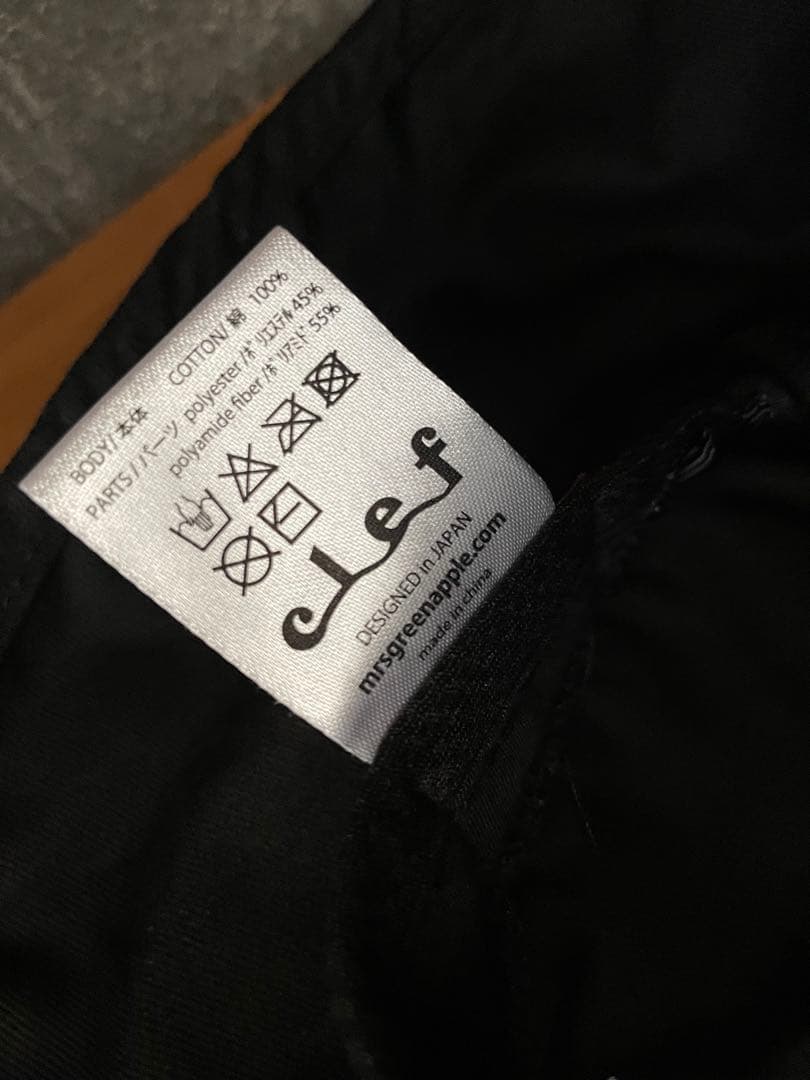 BODY/本体 COTTON/綿 100%
PARTS/パーツ polyester/ポリエステル45%
polyamide fiber/ポリアミド55%
clef
DESIGNED in JAPAN
mrsgreenapple.com
made in china